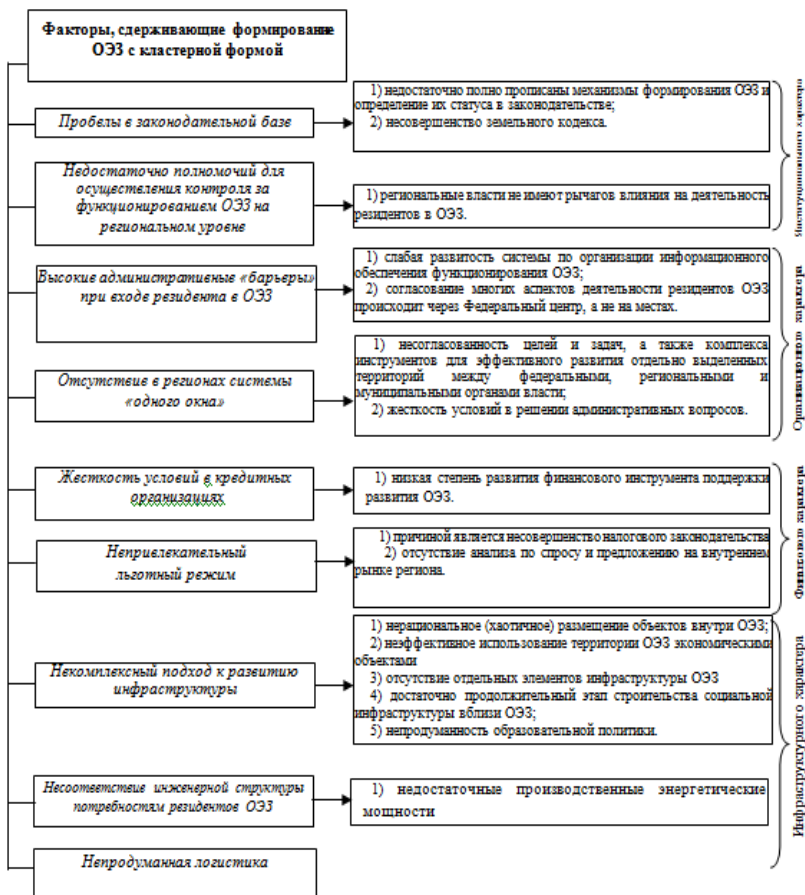 Факторы, сдерживающие формирование
ОЭЗ с кластерной формой
Пробелы в законодательной базе
1) недостаточно полно прописаны механизмы формирования ОЭЗ и
определение их статуса в законодательстве;
2) несовершенство земельного кодекса.
Недостаточно полномочий для
осуществления контроля за
функционированием ОЭЗ на
региональном уровне
1) региональные власти не имеют рычагов влияния на деятельность
резидентов в ОЭЗ.
Институционального характера
Высокие административные «барьеры»
при входе резидента в ОЭЗ
1) слабая развитость системы по организации информационного
обеспечения функционирования ОЭЗ;
2) согласование многих аспектов деятельности резидентов ОЭЗ
происходит через Федеральный центр, а не на местах.
Отсутствие в регионах системы
«одного окна»
1) несогласованность целей и задач, а также комплекса
инструментов для эффективного развития отдельно выделенных
территорий между федеральными, региональными и
муниципальными органами власти;
2) жесткость условий в решении административных вопросов.
Организационного характера
Жесткость условий в кредитных
организациях
1) низкая степень развития финансового инструмента поддержки
развития ОЭЗ.
Непривлекательный
льготный режим
1) причиной является несовершенство налогового законодательства
2) отсутствие анализа по спросу и предложению на внутреннем
рынке региона.
Финансового характера
Некомплексный подход к развитию
инфраструктуры
1) нерациональное (хаотичное) размещение объектов внутри ОЭЗ;
2) неэффективное использование территории ОЭЗ экономическими
объектами
3) отсутствие отдельных элементов инфраструктуры ОЭЗ
4) достаточно продолжительный этап строительства социальной
инфраструктуры вблизи ОЭЗ;
5) непродуманность образовательной политики.
Несоответствие инженерной структуры
потребностям резидентов ОЭЗ
1) недостаточные производственные энергетические
мощности
Непродуманная логистика
Инфраструктурного характера